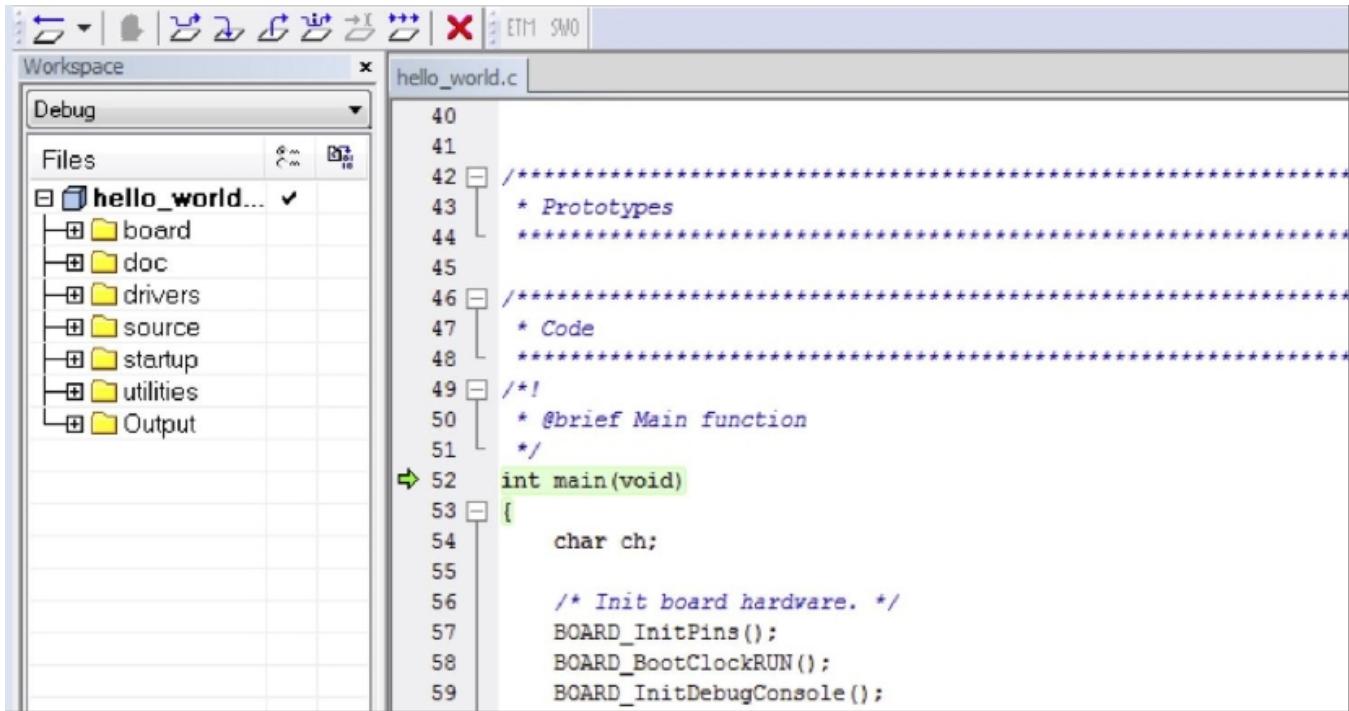 ETM SWO
Workspace
Debug
Files
hello_world...
board
doc
drivers
source
startup
utilities
Output
hello_world.c
40
41
42 /****************************************************************
43 * Prototypes
44 ***************************************************************
45
46 /****************************************************************
47 * Code
48 ***************************************************************
49 /*!
50 * @brief Main function
51 */
52 int main(void)
53 {
54 char ch;
55
56 /* Init board hardware. */
57 BOARD_InitPins();
58 BOARD_BootClockRUN();
59 BOARD_InitDebugConsole();